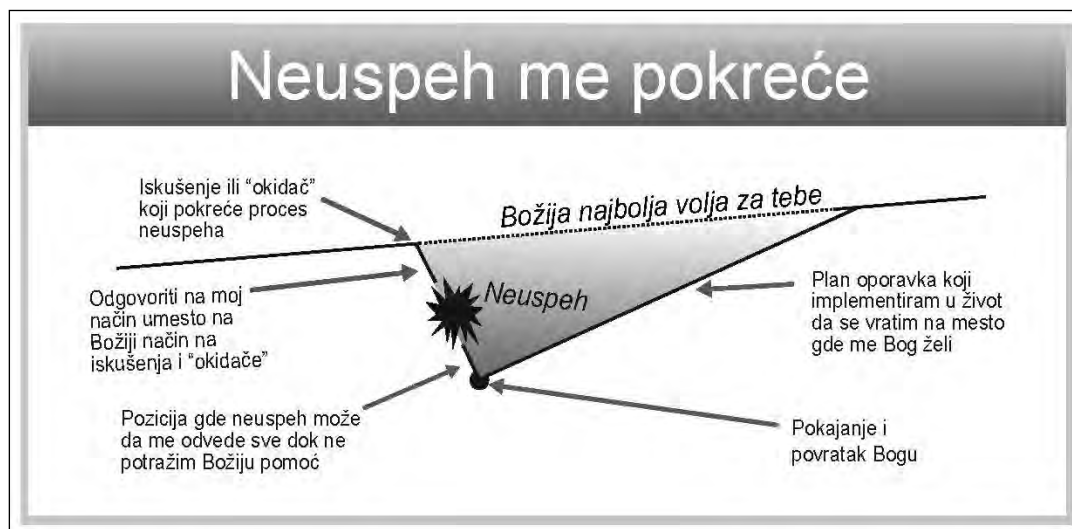 Neuspeh me pokreće
Iskušenje ili "okidač"
koji pokreće proces
neuspeha
Božija najbolja volja za tebe
Odgovoriti na moj
način umesto na
Božiji način na
iskušenja i "okidače"
Neuspeh
Plan oporavka koji
implementiram u život
da se vratim na mesto
gde me Bog želi
Pozicija gde neuspeh može
da me odvede sve dok ne
potražim Božiju pomoć
Pokajanje i
povratak Bogu